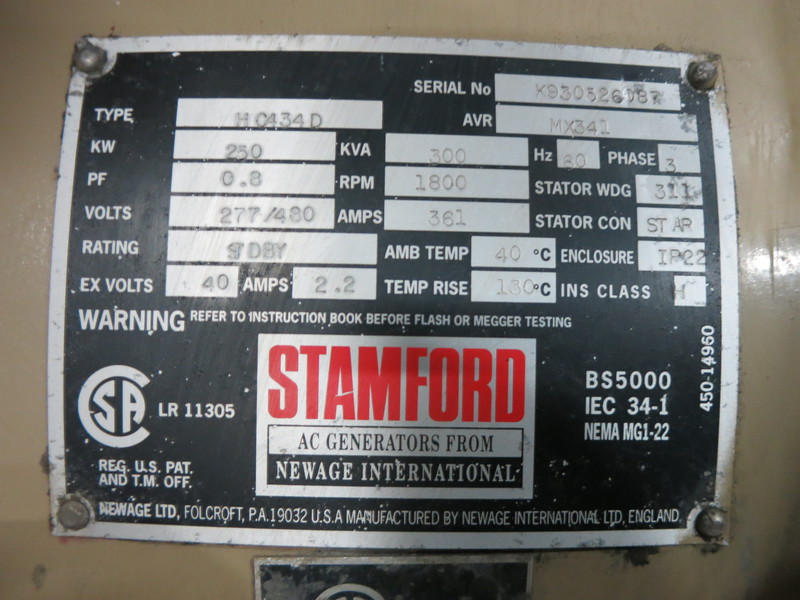 SERIAL No X930526087
TYPE HC434D AVR MX341
KW 250 KVA 300 Hz 60 PHASE 3
PF 0.8 RPM 1800 STATOR WDG 311
VOLTS 277/480 AMPS 361 STATOR CON STAR
RATING STDBY AMB TEMP 40 °C ENCLOSURE IP22
EX VOLTS 40 AMPS 2.2 TEMP RISE °C INS CLASS H
WARNING REFER TO INSTRUCTION BOOK BEFORE FLASH OR MEGGER TESTING
SA LR 11305
REG. U.S. PAT.
AND T.M. OFF.
STAMFORD
AC GENERATORS FROM
NEWAGE INTERNATIONAL
BS5000
IEC 34-1
NEMA MG1-22
450-14960
NEWAGE LTD, FOLCROFT, P.A.19032 U.S.A MANUFACTURED BY NEWAGE INTERNATIONAL LTD, ENGLAND.